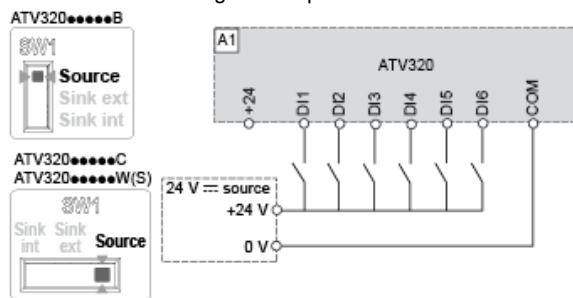 ATV320●●●●●B
SW1
Source
Sink ext
Sink int
ATV320●●●●●C
ATV320●●●●●W(S)
SW1
Sink int
Sink ext
Source
A1
ATV320
+24
DI1
DI2
DI3
DI4
DI5
DI6
COM
24 V ⎓ source
+24 V
0 V